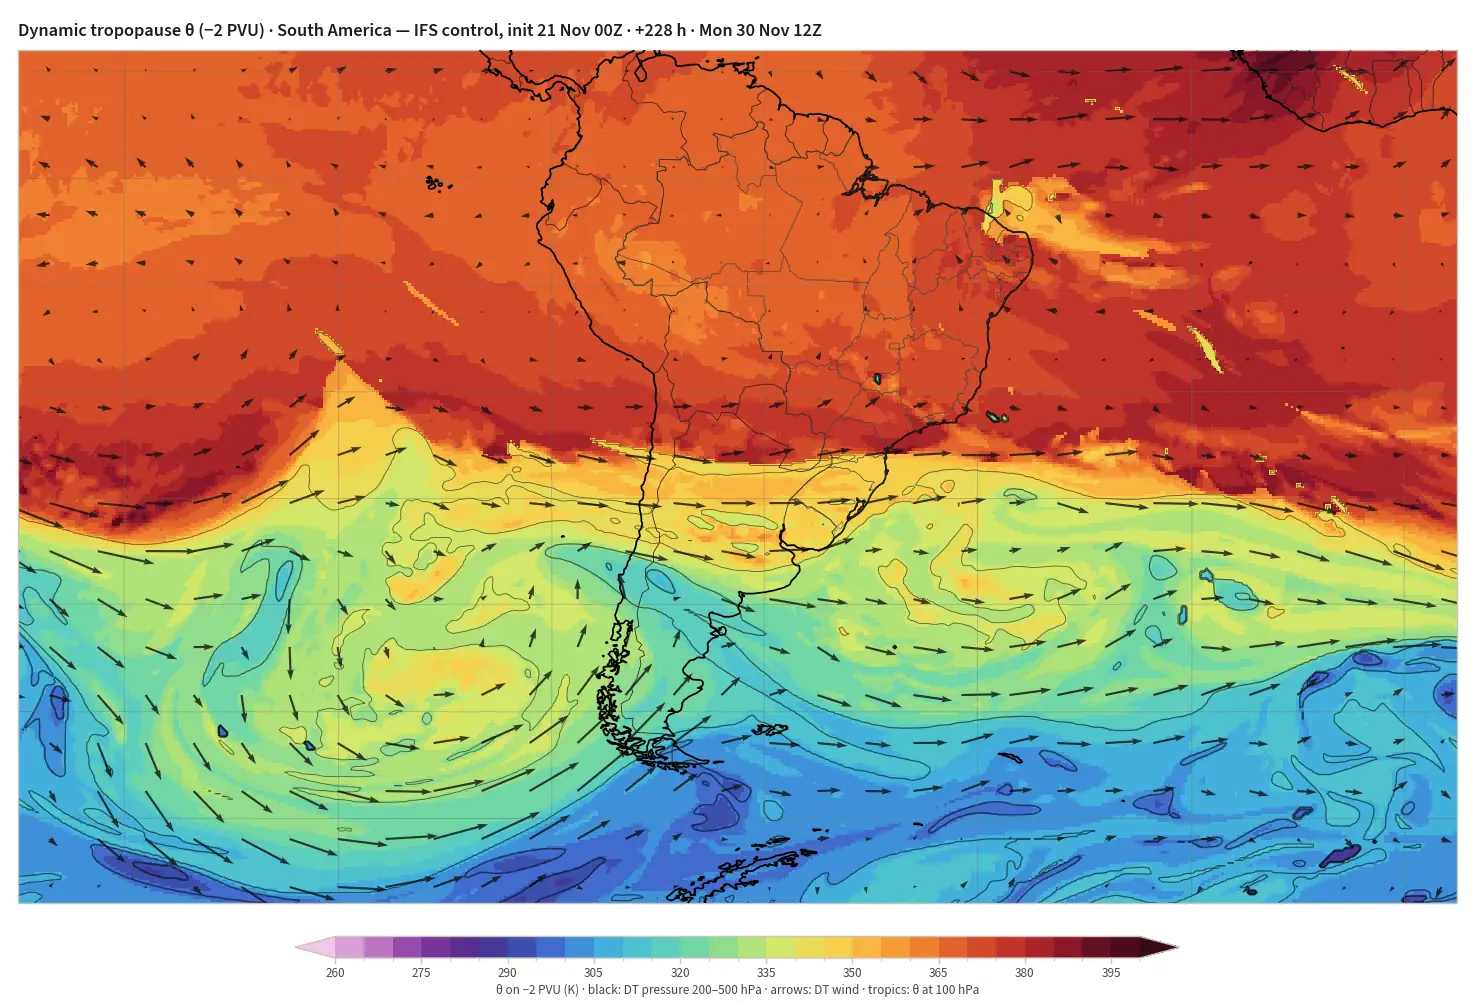 Dynamic tropopause θ (−2 PVU) · South America — IFS control, init 21 Nov 00Z · +228 h · Mon 30 Nov 12Z
260 275 290 305 320 335 350 365 380 395
θ on −2 PVU (K) · black: DT pressure 200–500 hPa · arrows: DT wind · tropics: θ at 100 hPa